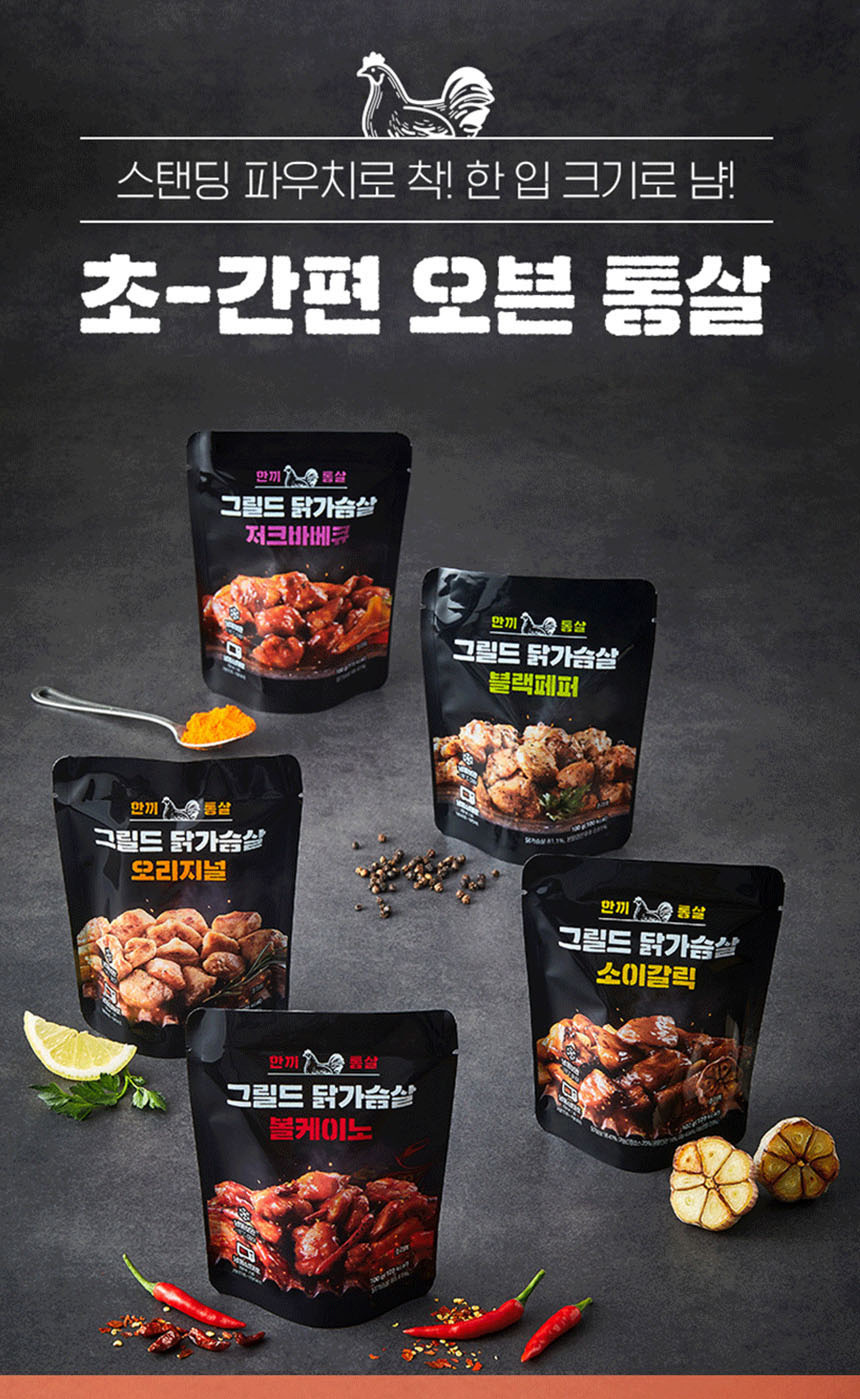 스탠딩 파우치로 착! 한 입 크기로 냠!
초-간편 오븐 통살
한끼 통살
그릴드 닭가슴살
저크바베큐
한끼 통살
그릴드 닭가슴살
블랙페퍼
한끼 통살
그릴드 닭가슴살
오리지널
한끼 통살
그릴드 닭가슴살
소이갈릭
한끼 통살
그릴드 닭가슴살
볼케이노